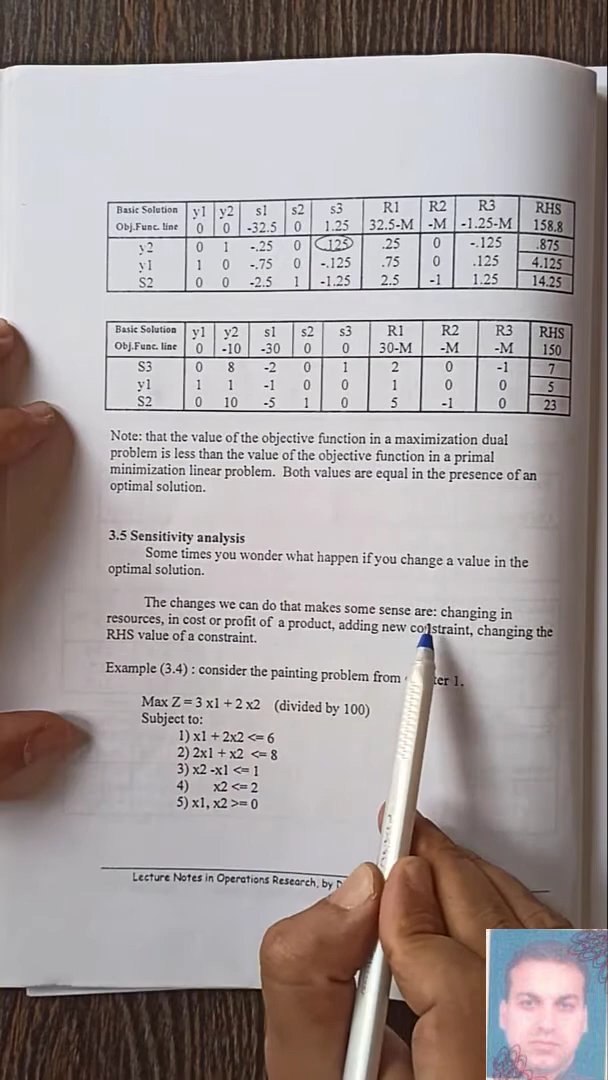 Basic Solution y1 y2 s1 s2 s3 R1 R2 R3 RHS
Obj.Func. line 0 0 -32.5 0 1.25 32.5-M -M -1.25-M 158.8
y2 0 1 -.25 0 .125 .25 0 -.125 .875
y1 1 0 -.75 0 -.125 .75 0 .125 4.125
S2 0 0 -2.5 1 -1.25 2.5 -1 1.25 14.25
Basic Solution y1 y2 s1 s2 s3 R1 R2 R3 RHS
Obj.Func. line 0 -10 -30 0 0 30-M -M -M 150
S3 0 8 -2 0 1 2 0 -1 7
y1 1 1 -1 0 0 1 0 0 5
S2 0 10 -5 1 0 5 -1 0 23
Note: that the value of the objective function in a maximization dual
problem is less than the value of the objective function in a primal
minimization linear problem. Both values are equal in the presence of an
optimal solution.
3.5 Sensitivity analysis
Some times you wonder what happen if you change a value in the
optimal solution.
The changes we can do that makes some sense are: changing in
resources, in cost or profit of a product, adding new constraint, changing the
RHS value of a constraint.
Example (3.4) : consider the painting problem from ter 1.
Max Z = 3 x1 + 2 x2 (divided by 100)
Subject to:
1) x1 + 2x2 <= 6
2) 2x1 + x2 <= 8
3) x2 -x1 <= 1
4) x2 <= 2
5) x1, x2 >= 0
Lecture Notes in Operations Research, by D